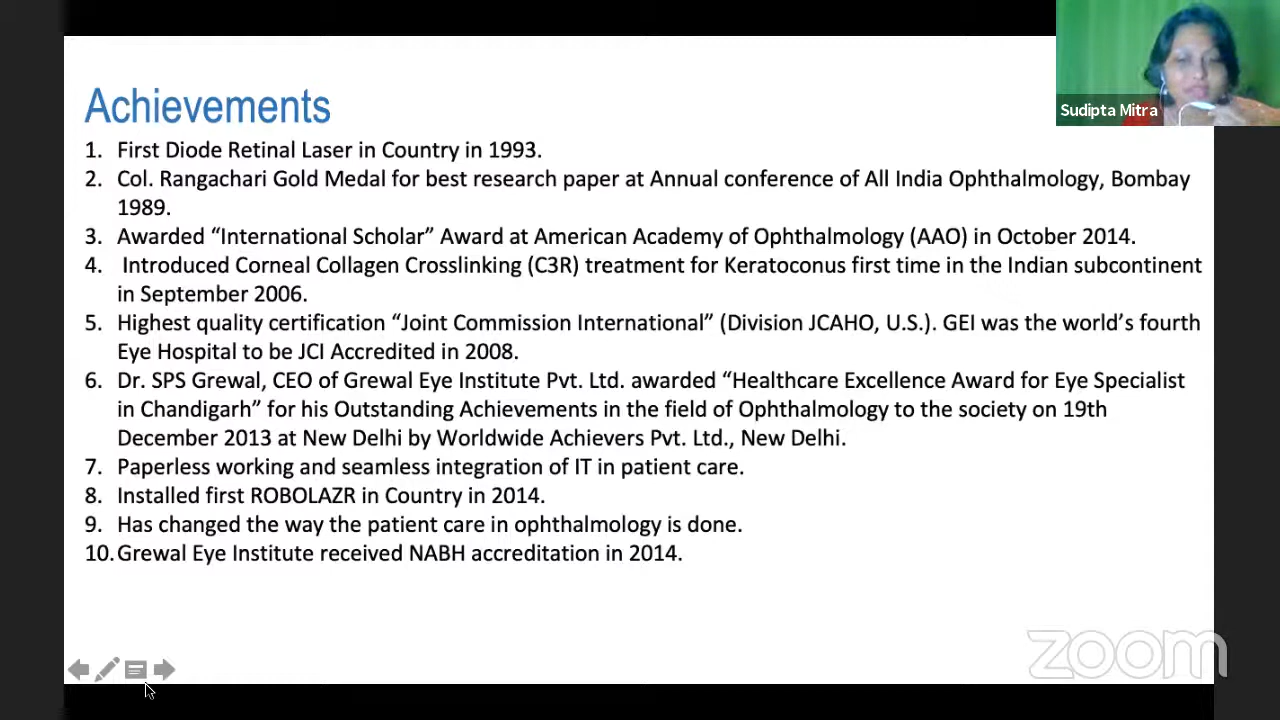 Sudipta Mitra
Achievements
1. First Diode Retinal Laser in Country in 1993.
2. Col. Rangachari Gold Medal for best research paper at Annual conference of All India Ophthalmology, Bombay
1989.
3. Awarded “International Scholar” Award at American Academy of Ophthalmology (AAO) in October 2014.
4. Introduced Corneal Collagen Crosslinking (C3R) treatment for Keratoconus first time in the Indian subcontinent
in September 2006.
5. Highest quality certification “Joint Commission International” (Division JCAHO, U.S.). GEI was the world’s fourth
Eye Hospital to be JCI Accredited in 2008.
6. Dr. SPS Grewal, CEO of Grewal Eye Institute Pvt. Ltd. awarded “Healthcare Excellence Award for Eye Specialist
in Chandigarh” for his Outstanding Achievements in the field of Ophthalmology to the society on 19th
December 2013 at New Delhi by Worldwide Achievers Pvt. Ltd., New Delhi.
7. Paperless working and seamless integration of IT in patient care.
8. Installed first ROBOLAZR in Country in 2014.
9. Has changed the way the patient care in ophthalmology is done.
10. Grewal Eye Institute received NABH accreditation in 2014.
zoom